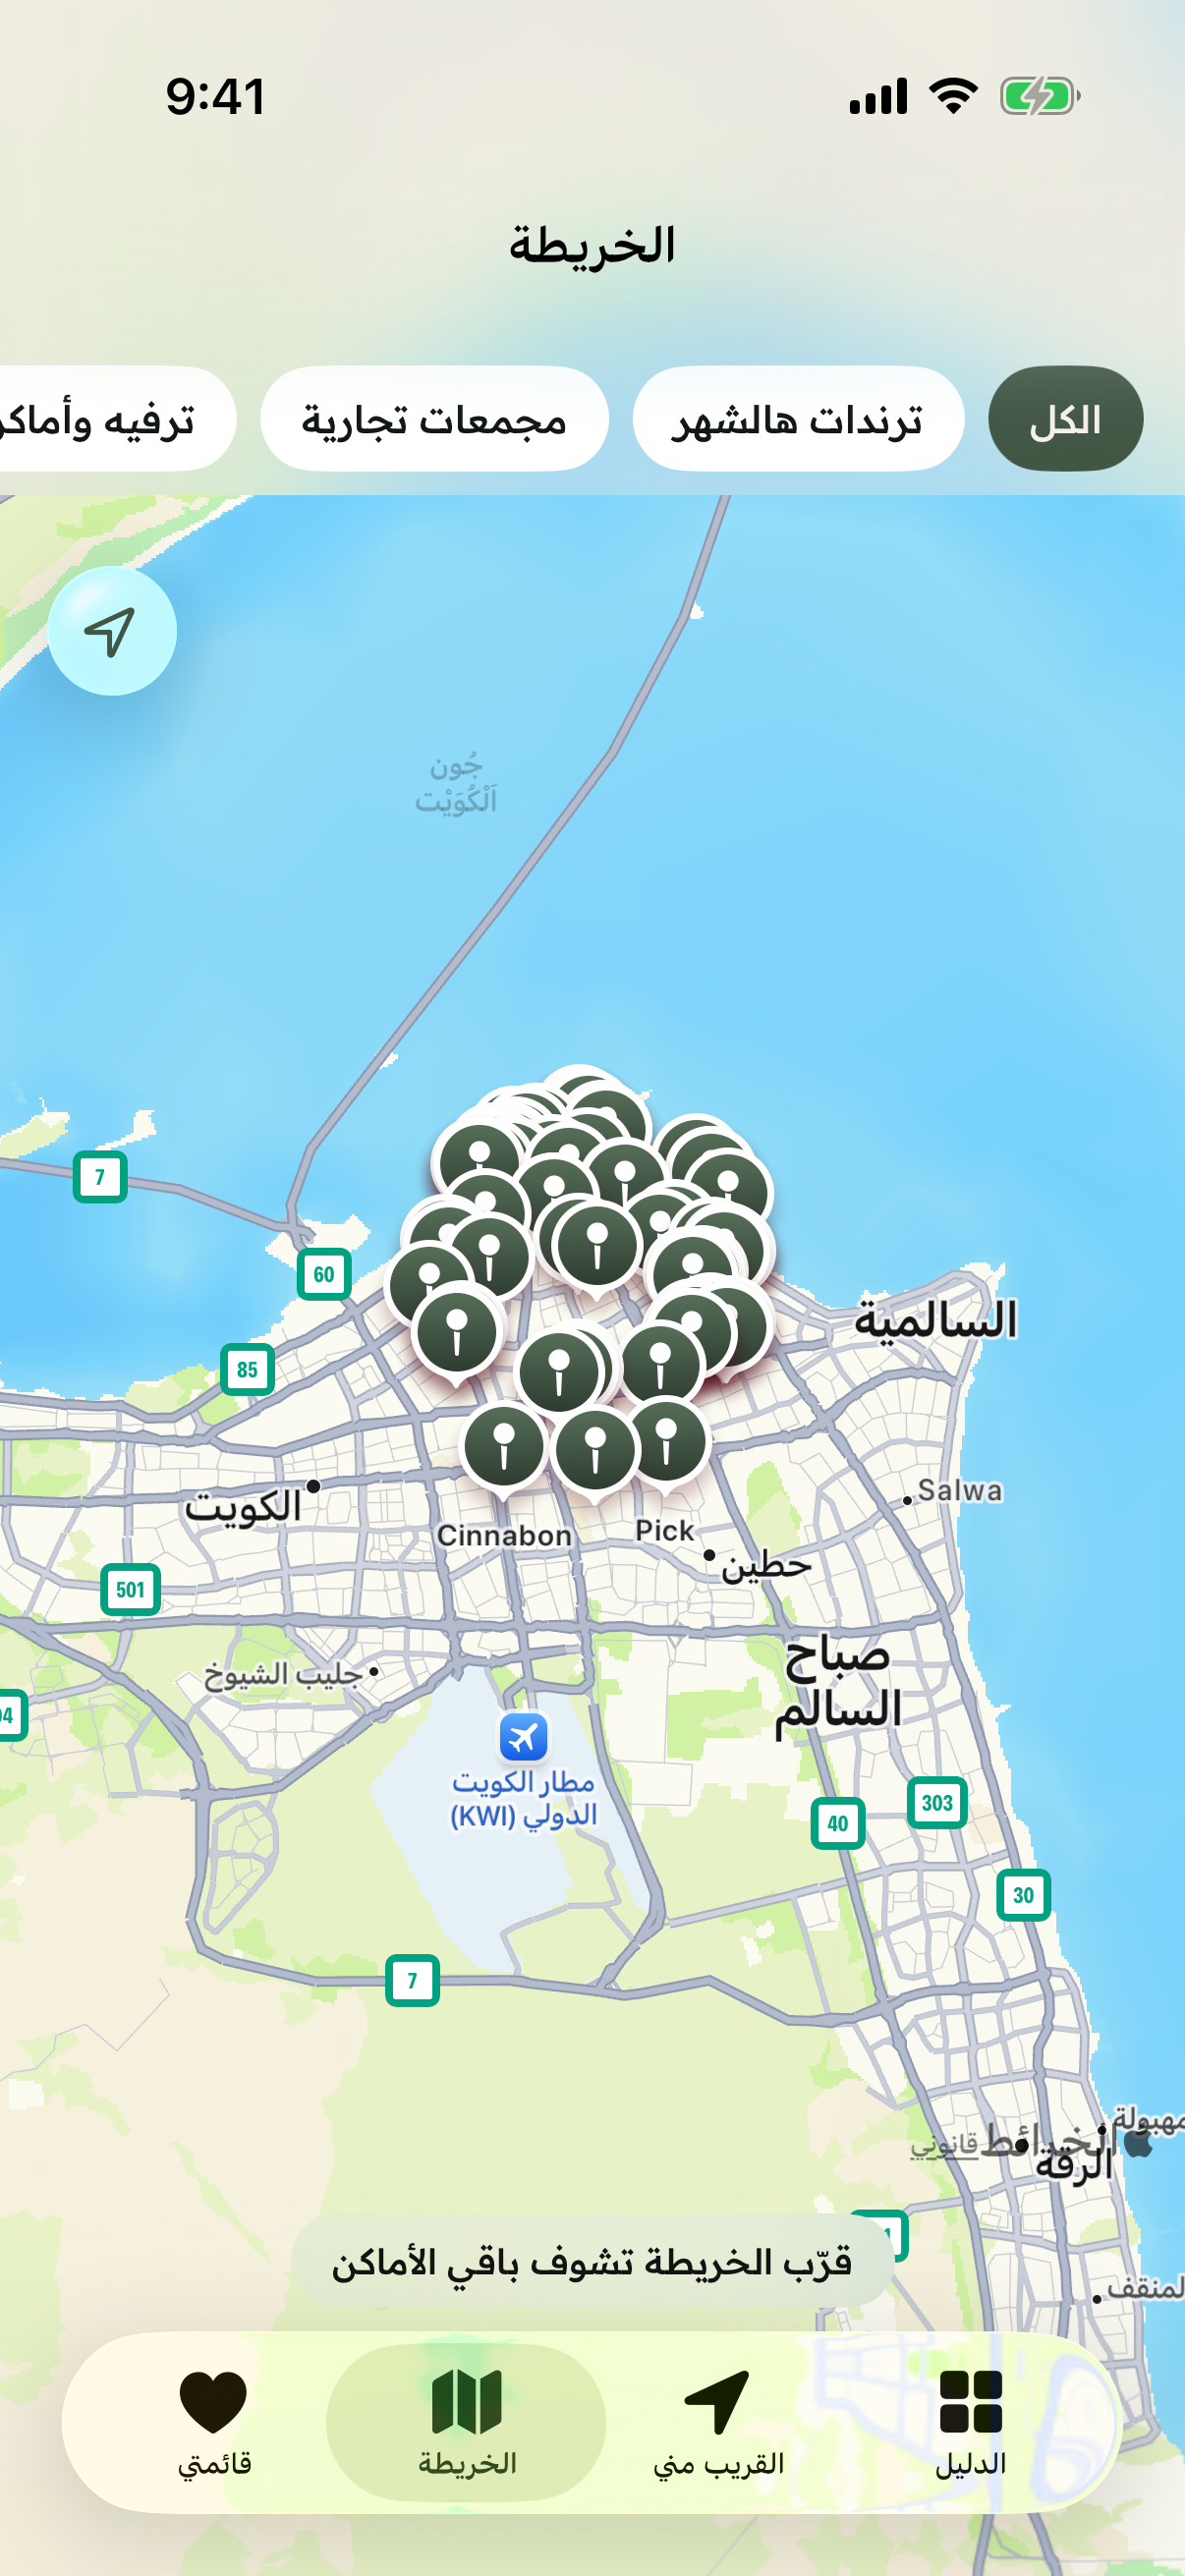 9:41
الخريطة
الكل
ترندات هالشهر
مجمعات تجارية
ترفيه وأماكن
جُون
اَلْكُوَيْت
7
60
85
السالمية
Salwa
الكويت
Cinnabon
Pick
حطين
501
جليب الشيوخ
صباح
السالم
04
مطار الكويت
الدولي (KWI)
303
40
30
7
مهبولة
الخرائط
قانوني
الرقة
قرّب الخريطة تشوف باقي الأماكن
المنقف
الدليل
القريب مني
الخريطة
قائمتي